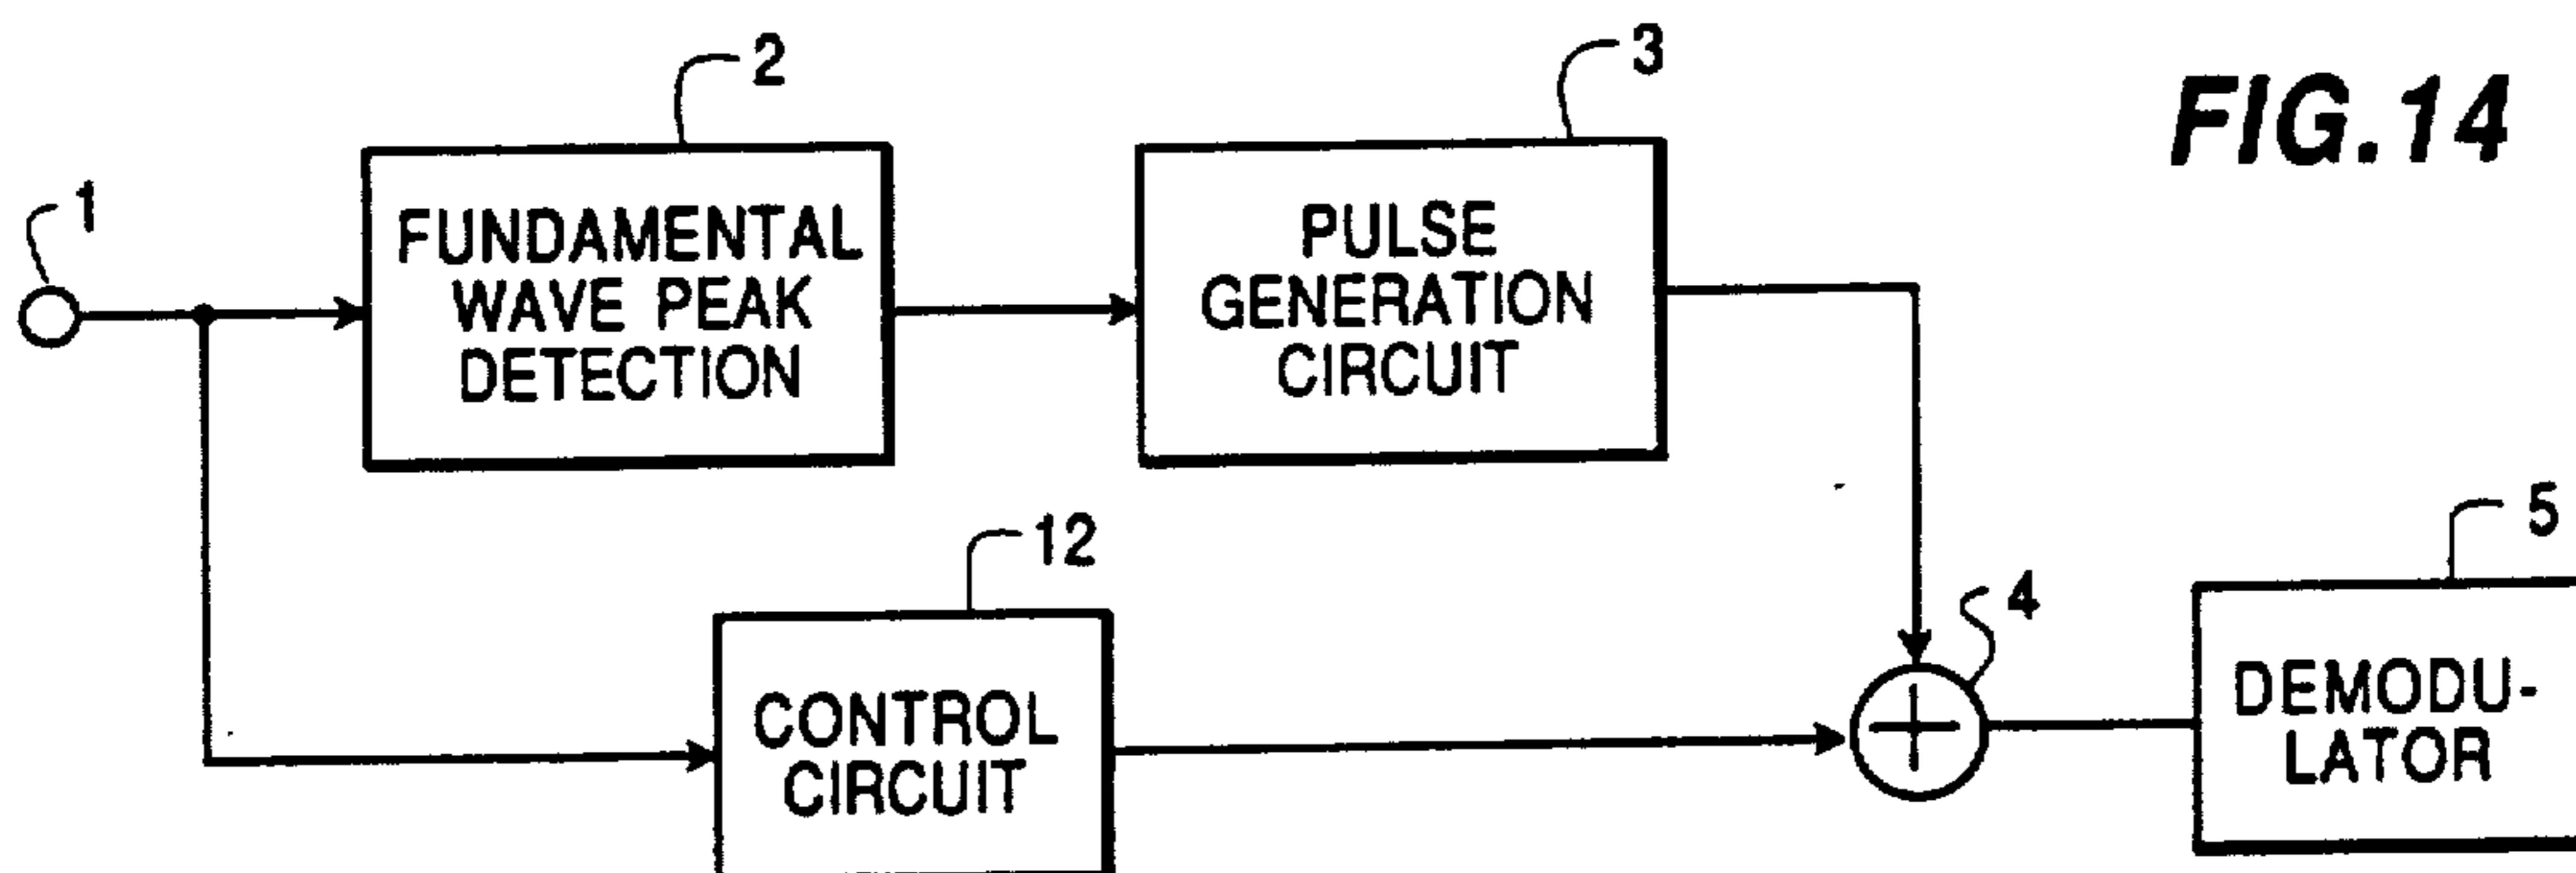 FIG.14
1
2
3
FUNDAMENTAL
WAVE PEAK
DETECTION
PULSE
GENERATION
CIRCUIT
12
4
5
CONTROL
CIRCUIT
DEMODU-
LATOR